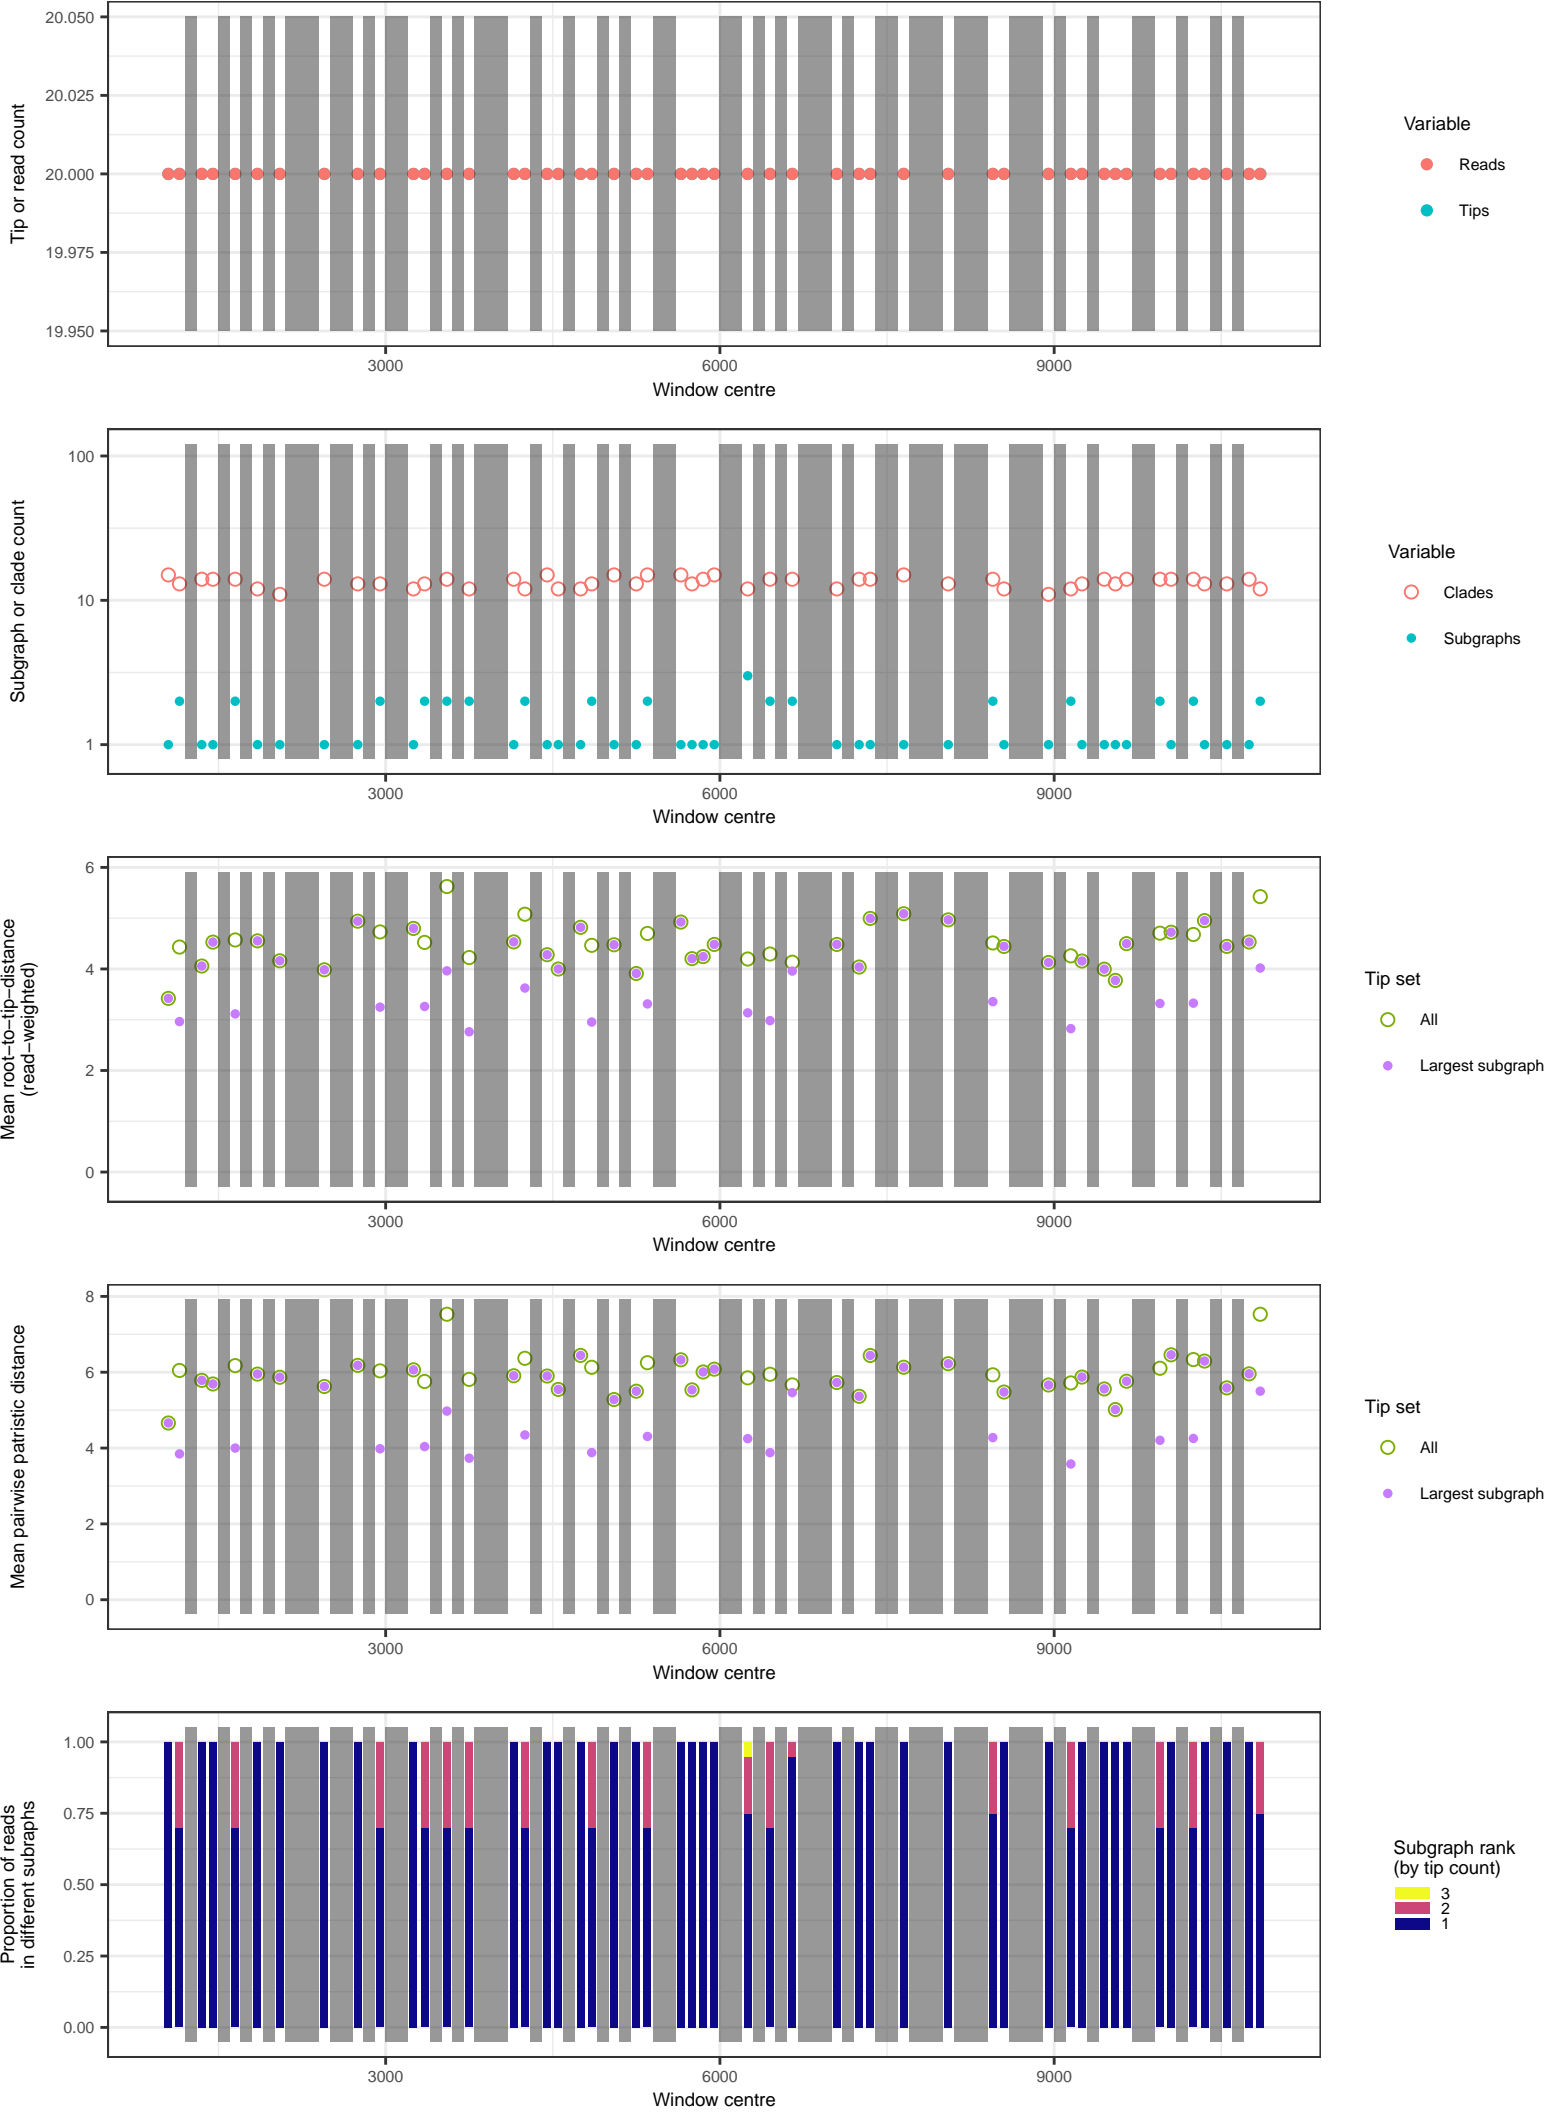 20.050
20.025
20.000
19.975
19.950
Tip or read count
3000 6000 9000
Window centre
Variable
Reads
Tips
100
10
1
Subgraph or clade count
3000 6000 9000
Window centre
Variable
Clades
Subgraphs
6
4
2
0
Mean root−to−tip−distance
(read−weighted)
3000 6000 9000
Window centre
Tip set
All
Largest subgraph
8
6
4
2
0
Mean pairwise patristic distance
3000 6000 9000
Window centre
Tip set
All
Largest subgraph
1.00
0.75
0.50
0.25
0.00
Proportion of reads
in different subraphs
3000 6000 9000
Window centre
Subgraph rank
(by tip count)
3
2
1